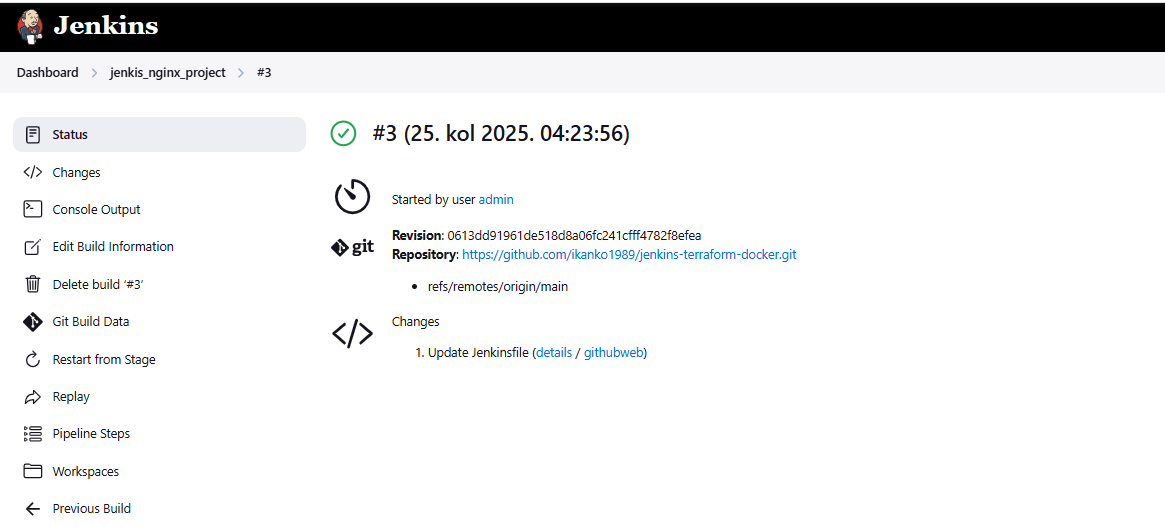 Jenkins
Dashboard > jenkis_nginx_project > #3
Status
Changes
Console Output
Edit Build Information
Delete build ‘#3’
Git Build Data
Restart from Stage
Replay
Pipeline Steps
Workspaces
Previous Build
#3 (25. kol 2025. 04:23:56)
Started by user admin
git
Revision: 0613dd91961de518d8a06fc241cfff4782f8efea
Repository: https://github.com/ikanko1989/jenkins-terraform-docker.git
• refs/remotes/origin/main
Changes
1. Update Jenkinsfile (details / githubweb)